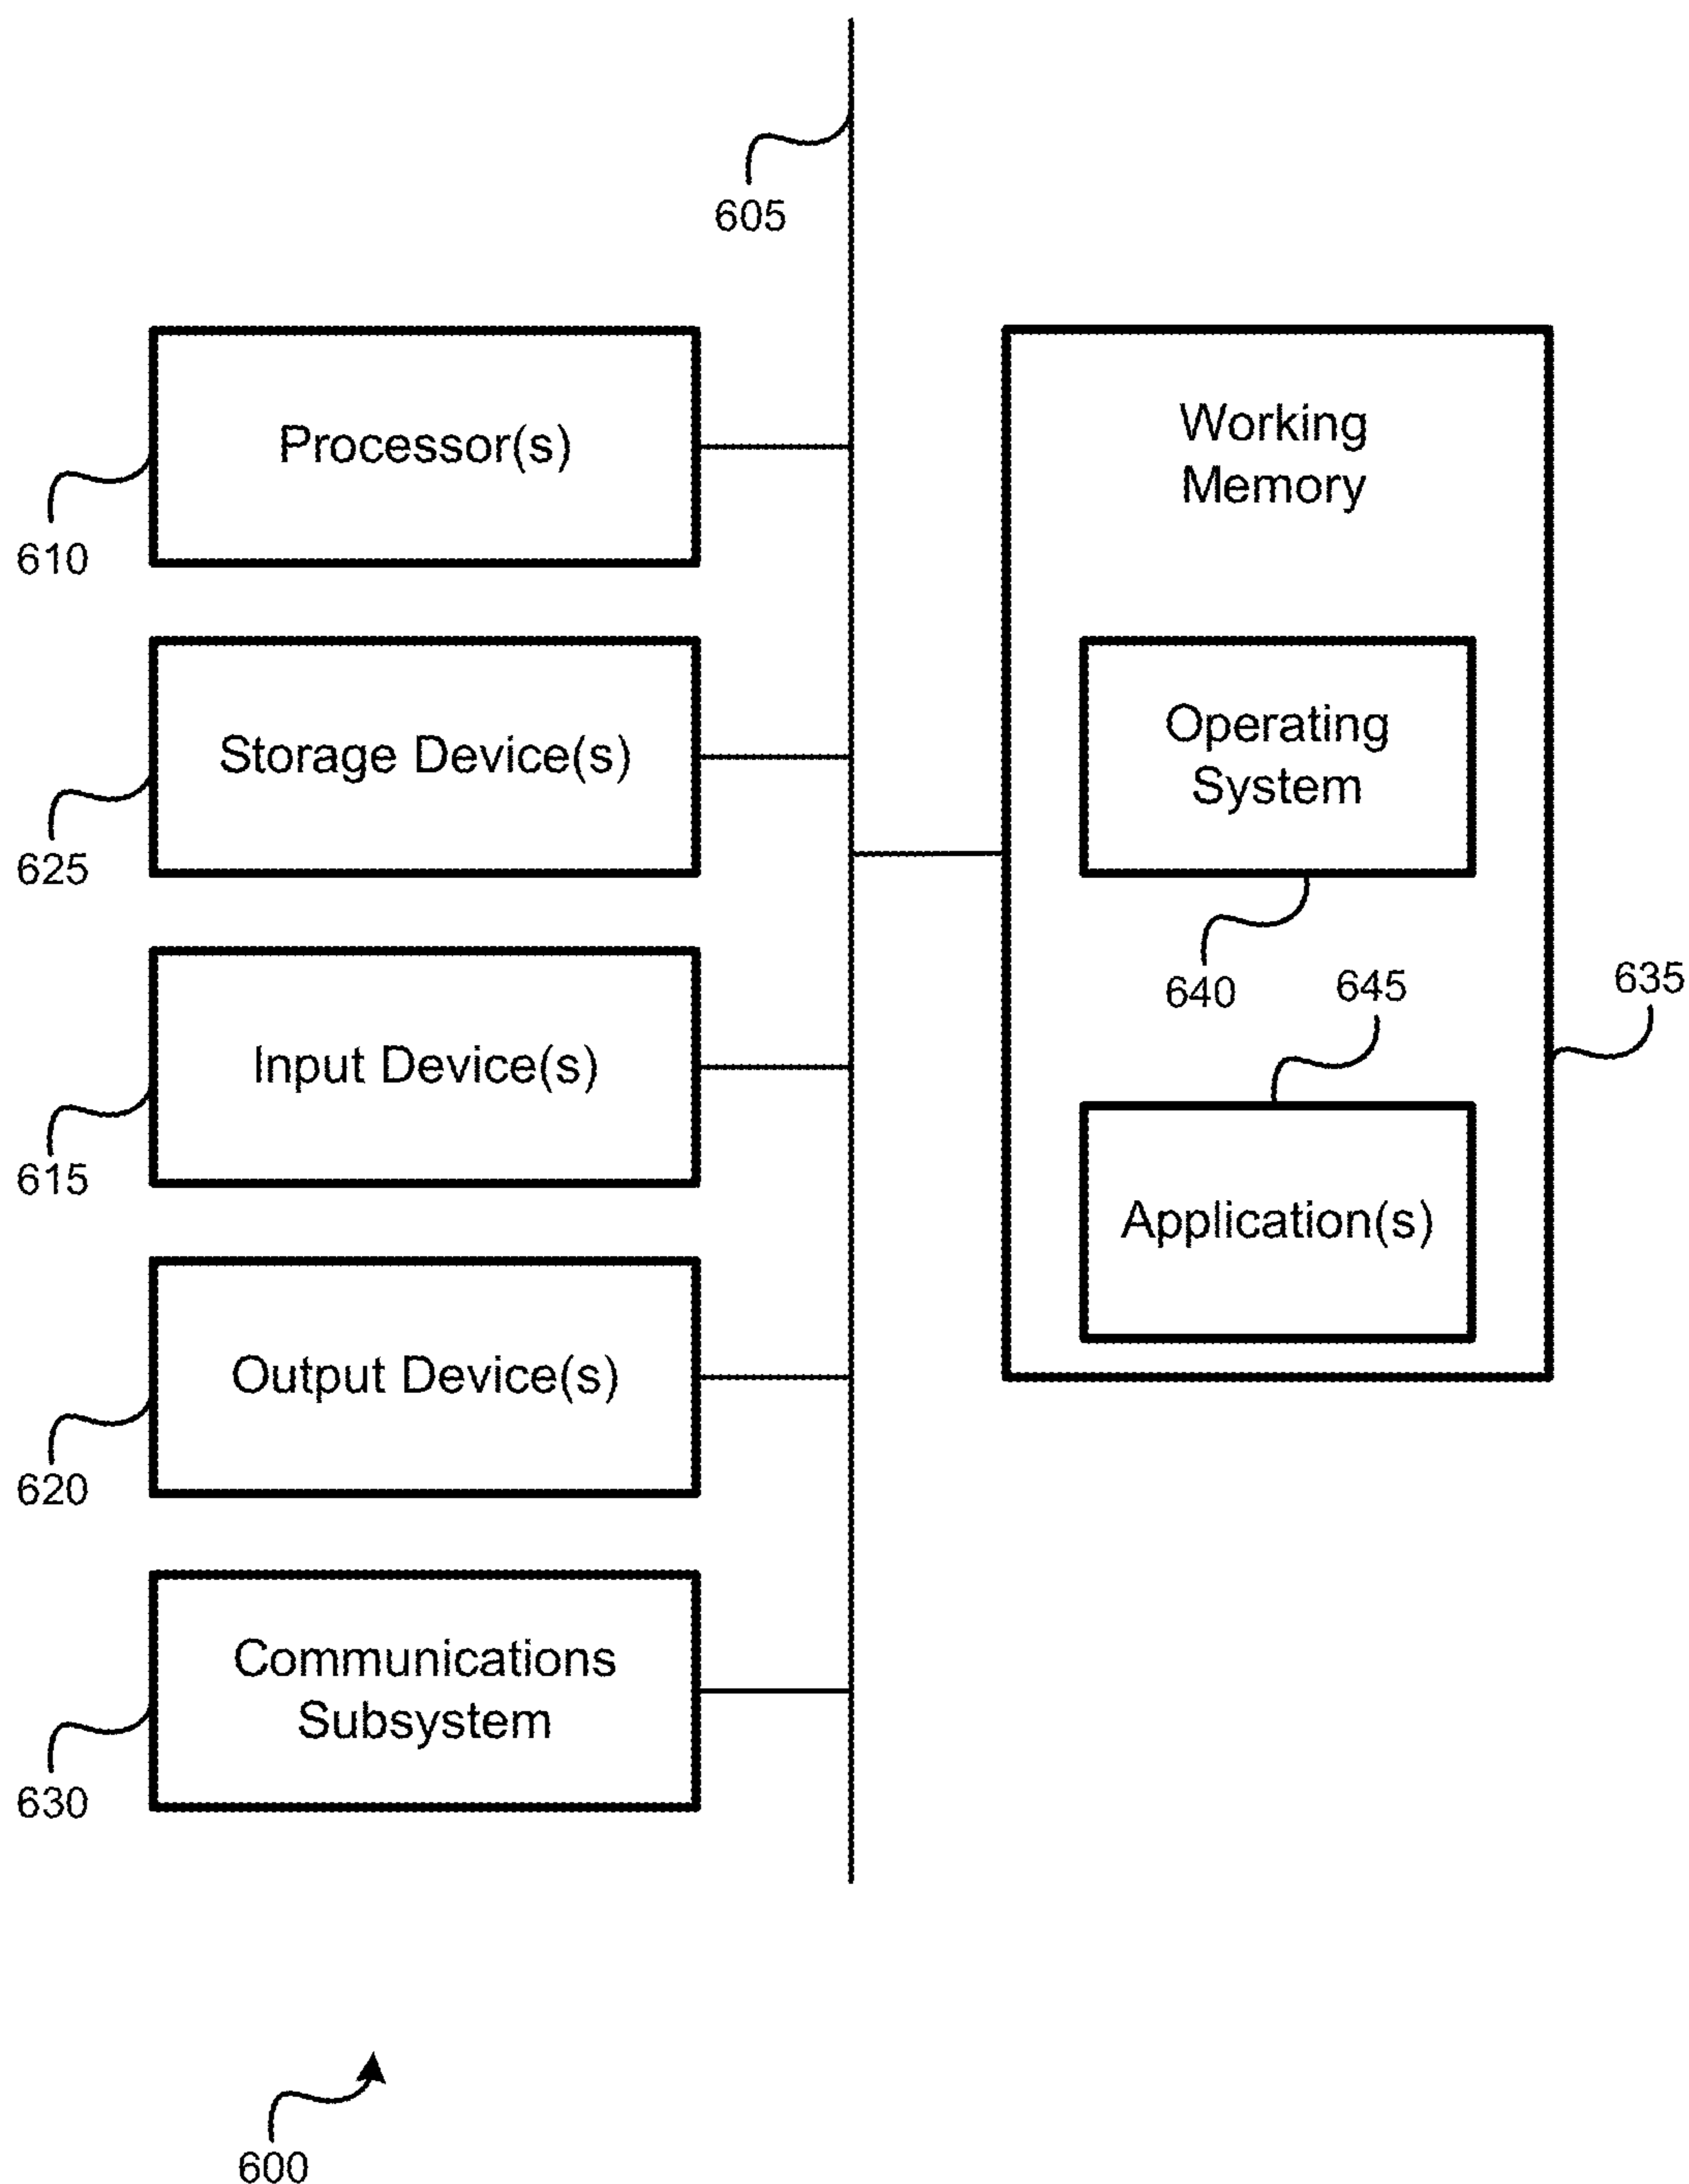 605
Processor(s)
610
Storage Device(s)
625
Input Device(s)
615
Output Device(s)
620
Communications
Subsystem
630
Working
Memory
Operating
System
640
645
635
Application(s)
600